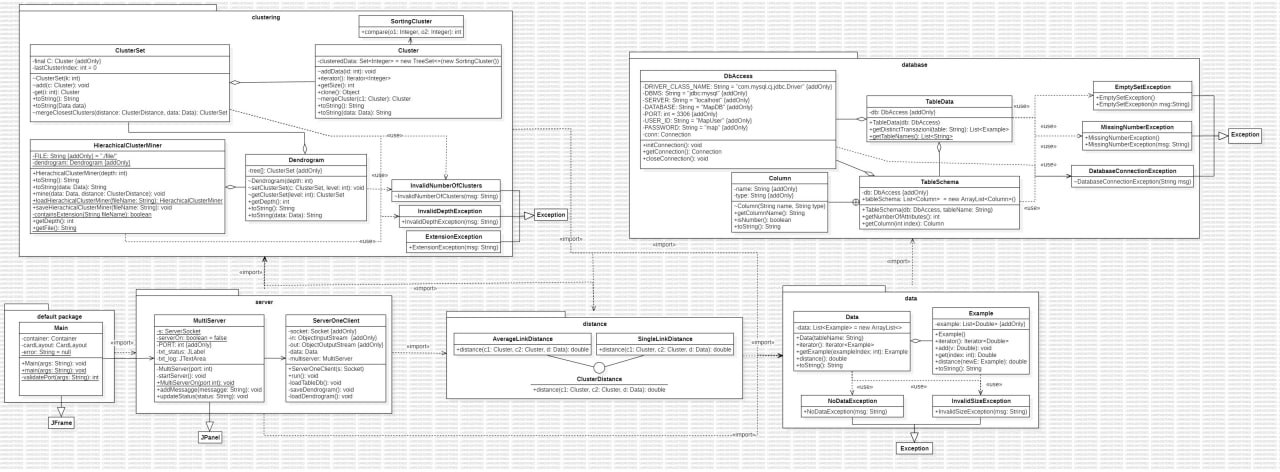 clustering
SortingCluster
+compare(o1: Integer, o2: Integer): int
ClusterSet
-final C: Cluster {addOnly}
-lastClusterIndex: int = 0
~ClusterSet(k: int)
~add(c: Cluster): void
~get(i: int): Cluster
+toString(): String
+toString(Data data)
~mergeClosestClusters(distance: ClusterDistance, data: Data): ClusterSet
Cluster
-clusteredData: Set<Integer> = new TreeSet<>(new SortingCluster())
~addData(id: int): void
+iterator(): Iterator<Integer>
+getSize(): int
+clone(): Object
~mergeCluster(c1: Cluster): Cluster
+toString(): String
+toString(data: Data): String
«use»
HierachicalClusterMiner
-FILE: String {addOnly} = "./file/"
-dendrogram: Dendrogram {addOnly}
+HierachicalClusterMiner(depth: int)
+toString(): String
+toString(data: Data): String
+mine(data: Data, distance: ClusterDistance): void
+loadHierachicalClusterMiner(fileName: String): HierachicalClusterMiner
+saveHierachicalClusterMiner(fileName: String): void
-containsExtension(String fileName): boolean
+getDepth(): int
+getFile(): String
Dendrogram
-tree[]: ClusterSet {addOnly}
~Dendrogram(depth: int)
~setClusterSet(c: ClusterSet, level: int): void
~getClusterSet(level: int): ClusterSet
~getDepth(): int
+toString(): String
+toString(data: Data): String
«use»
«use»
InvalidNumberOfClusters
~InvalidNumberOfClusters(msg: String)
InvalidDepthException
+InvalidDepthException(msg: String)
ExtensionException
+ExtensionException(msg: String)
Exception
database
DbAccess
-DRIVER_CLASS_NAME: String = "com.mysql.cj.jdbc.Driver" {addOnly}
-DBMS: String = "jdbc:mysql" {addOnly}
-SERVER: String = "localhost" {addOnly}
-DATABASE: String = "MapDB" {addOnly}
-PORT: int = 3306 {addOnly}
-USER_ID: String = "MapUser" {addOnly}
-PASSWORD: String = "map" {addOnly}
-conn: Connection
+initConnection(): void
+getConnection(): Connection
+closeConnection(): void
TableData
-db: DbAccess {addOnly}
+TableData(db: DbAccess)
+getDistinctTransazioni(table: String): List<Example>
+getTableNames(): List<String>
«use»
«use»
«use»
EmptySetException
+EmptySetException()
+EmptySetException(n msg:String)
MissingNumberException
+MissingNumberException()
+MissingNumberException(msg: String)
DatabaseConnectionException
~DatabaseConnectionException(String msg)
Exception
Column
-name: String {addOnly}
-type: String {addOnly}
~Column(String name, String type)
+getColumnName(): String
+isNumber(): boolean
+toString(): String
TableSchema
-db: DbAccess {addOnly}
+tableSchema: List<Column> = new ArrayList<Column>()
+TableSchema(db: DbAccess, tableName: String)
+getNumberOfAttributes(): int
+getColumn(int index): Column
«import»
«import»
«import»
«import»
«import»
«import»
«import»
«import»
«import»
default package
Main
-container: Container
-cardLayout: CardLayout
-error: String = null
+Main(args: String): void
+main(args: String): void
-validatePort(args: String): int
JFrame
server
MultiServer
-s: ServerSocket
-serverOn: boolean = false
-PORT: int {addOnly}
-txt_status: JLabel
-txt_log: JTextArea
~MultiServer(port: int)
-startServer(): void
+MultiServerOn(port int): void
+addMessagge(messagge: String): void
+updateStatus(status: String): void
JPanel
ServerOneClient
-socket: Socket {addOnly}
-in: ObjectInputStream {addOnly}
-out: ObjectOutputStream {addOnly}
-data: Data
-multiserver: MultiServer
+ServerOneClient(s: Socket)
+run(): void
-loadTableDb(): void
-saveDendrogram(): void
-loadDendrogram(): void
distance
AverageLinkDistance
+distance(c1: Cluster, c2: Cluster, d: Data): double
SingleLinkDistance
+distance(c1: Cluster, c2: Cluster, d: Data): double
ClusterDistance
+distance(c1: Cluster, c2: Cluster, d: Data): double
data
Data
-data: List<Example> = new ArrayList<>
+Data(tableName: String)
+iterator(): Iterator<Example>
+getExample(exampleIndex: int): Example
+distance(): double
+toString(): String
Example
-example: List<Double> {addOnly}
+Example()
+iterator(): Iterator<Double>
+add(v: Double): void
+get(index: int): Double
+distance(newE: Example): double
+toString(): String
«use»
«use»
«use»
NoDataException
+NoDataException(msg: String)
InvalidSizeException
+InvalidSizeException(msg: String)
Exception